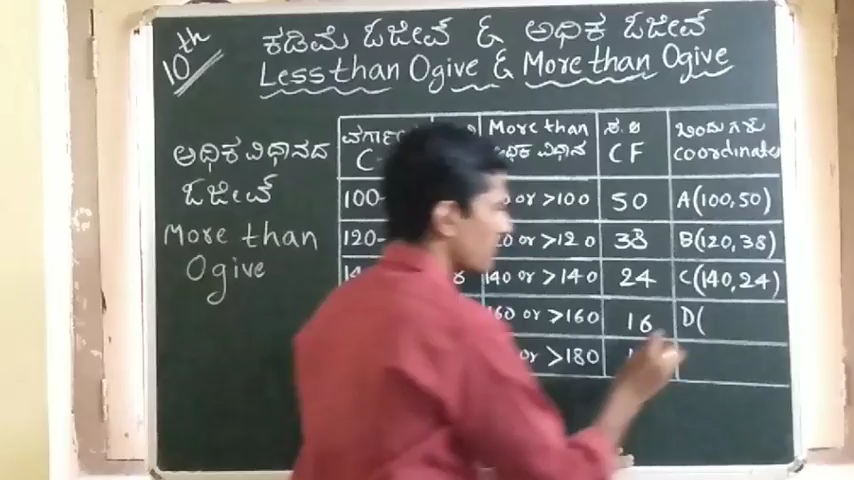 10th
ಕಡಿಮೆ ಓಜೀವ್ & ಅಧಿಕ ಓಜೀವ್
Less than Ogive & More than Ogive
ಅಧಿಕ ವಿಧಾನದ
ಓಜೀವ್
More than
Ogive
More than ಸ.ಆ ಬಿಂದುಗಳು
ವಿಧಾನ CF coordinates
100- or >100 50 A(100,50)
120- or >120 38 B(120,38)
140 or >140 24 C(140,24)
or >160 16 D(
or >180